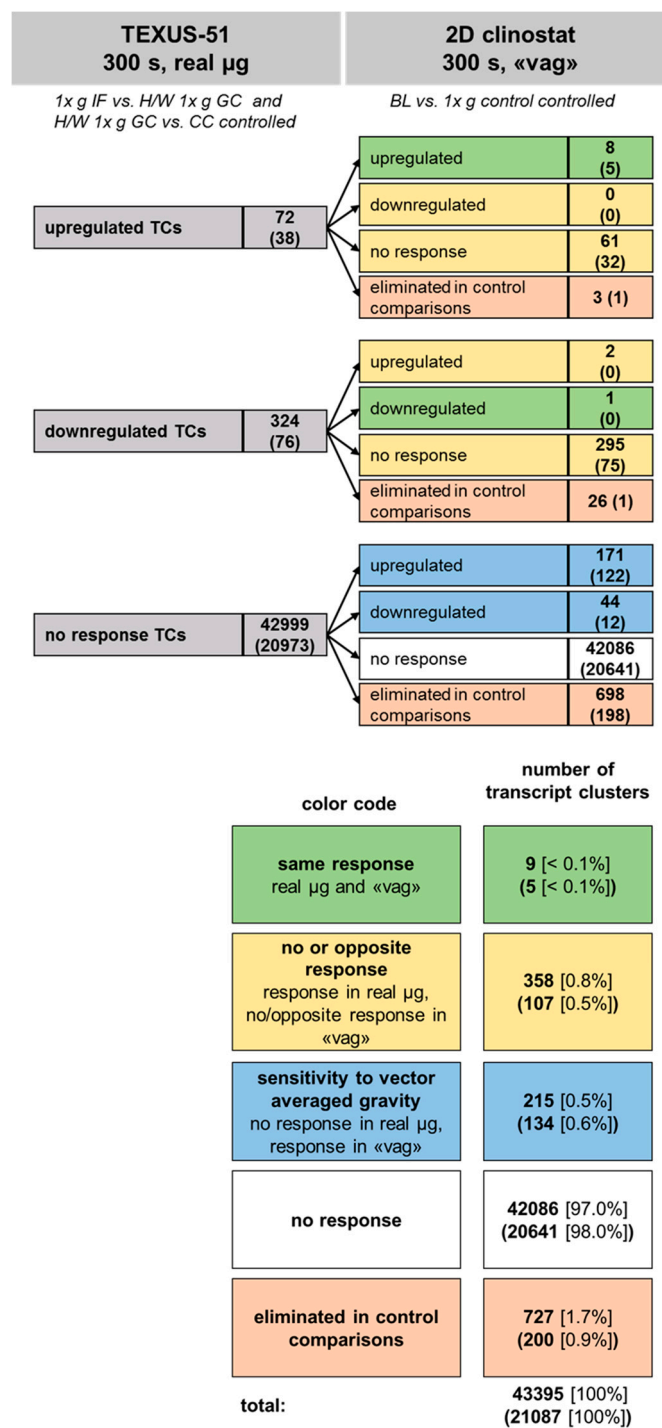 TEXUS-51
300 s, real µg
2D clinostat
300 s, «vag»
1x g IF vs. H/W 1x g GC and
H/W 1x g GC vs. CC controlled
BL vs. 1x g control controlled
upregulated TCs
72
(38)
upregulated
8
(5)
downregulated
0
(0)
no response
61
(32)
eliminated in control
comparisons
3 (1)
downregulated TCs
324
(76)
upregulated
2
(0)
downregulated
1
(0)
no response
295
(75)
eliminated in control
comparisons
26 (1)
no response TCs
42999
(20973)
upregulated
171
(122)
downregulated
44
(12)
no response
42086
(20641)
eliminated in control
comparisons
698
(198)
color code
number of
transcript clusters
same response
real µg and «vag»
9 [< 0.1%]
(5 [< 0.1%])
no or opposite
response
response in real µg,
no/opposite response in
«vag»
358 [0.8%]
(107 [0.5%])
sensitivity to vector
averaged gravity
no response in real µg,
response in «vag»
215 [0.5%]
(134 [0.6%])
no response
42086 [97.0%]
(20641 [98.0%])
eliminated in control
comparisons
727 [1.7%]
(200 [0.9%])
total:
43395 [100%]
(21087 [100%])